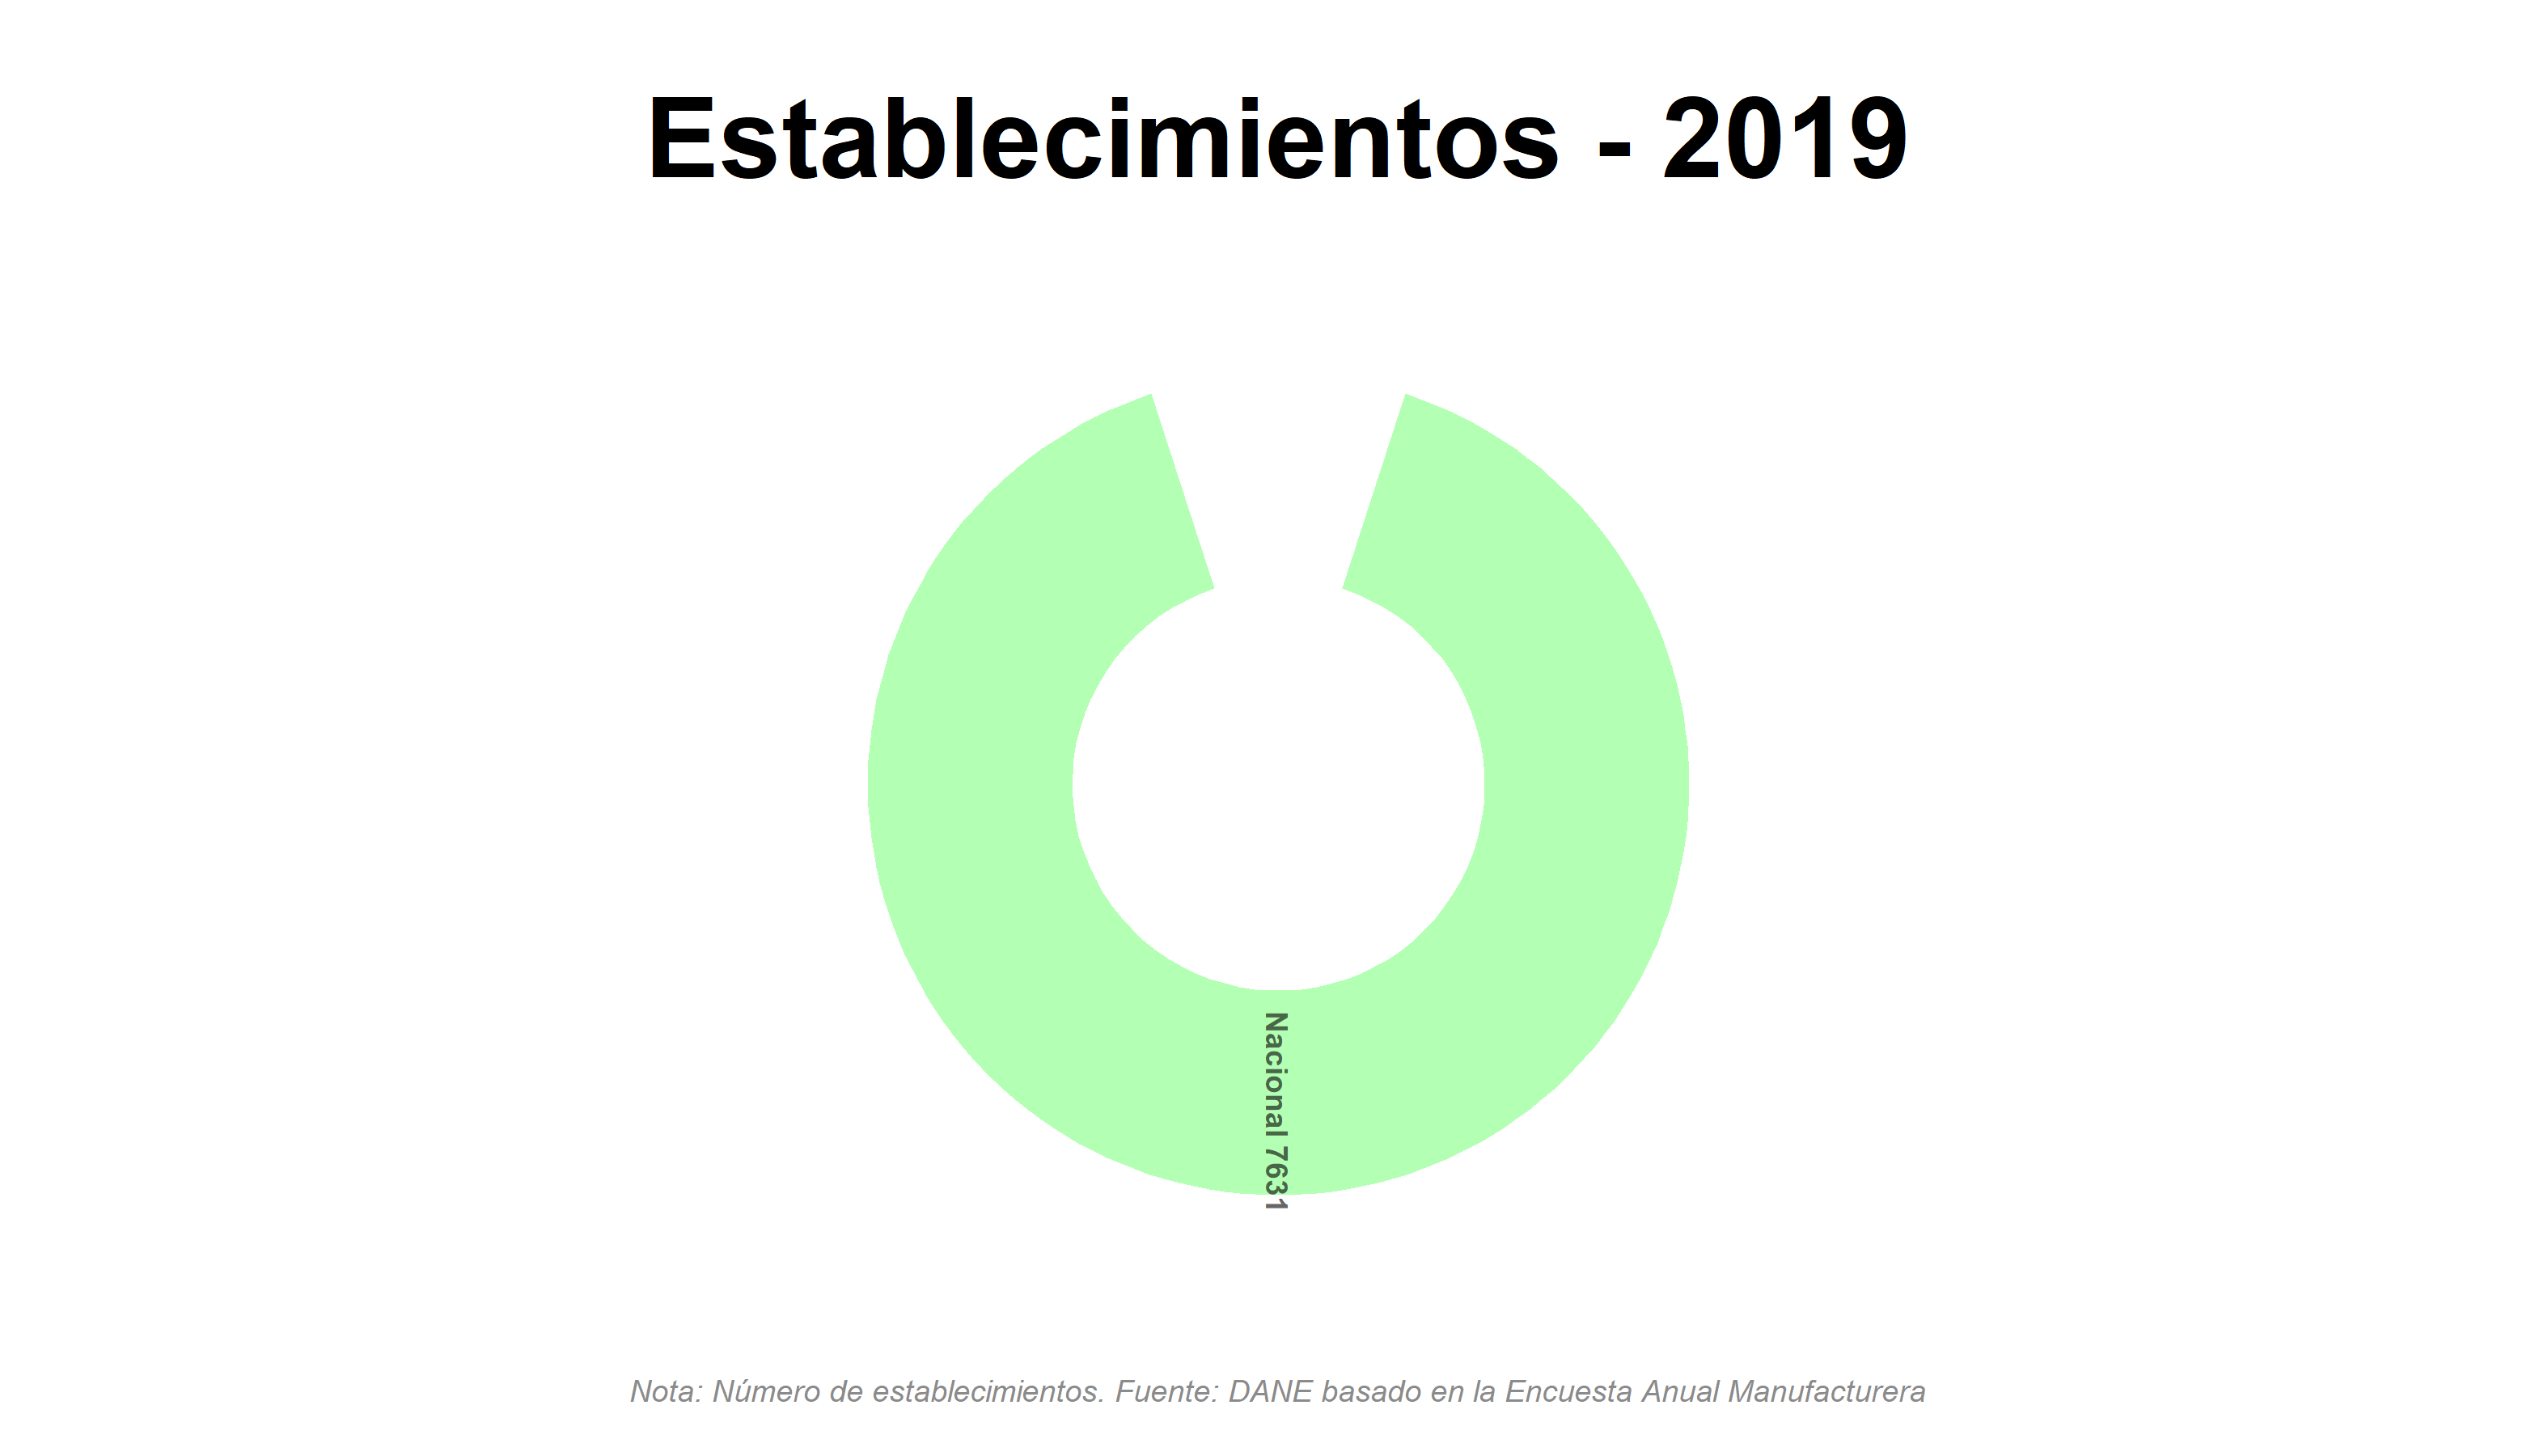 Establecimientos - 2019
Nacional 7631
Nota: Número de establecimientos. Fuente: DANE basado en la Encuesta Anual Manufacturera